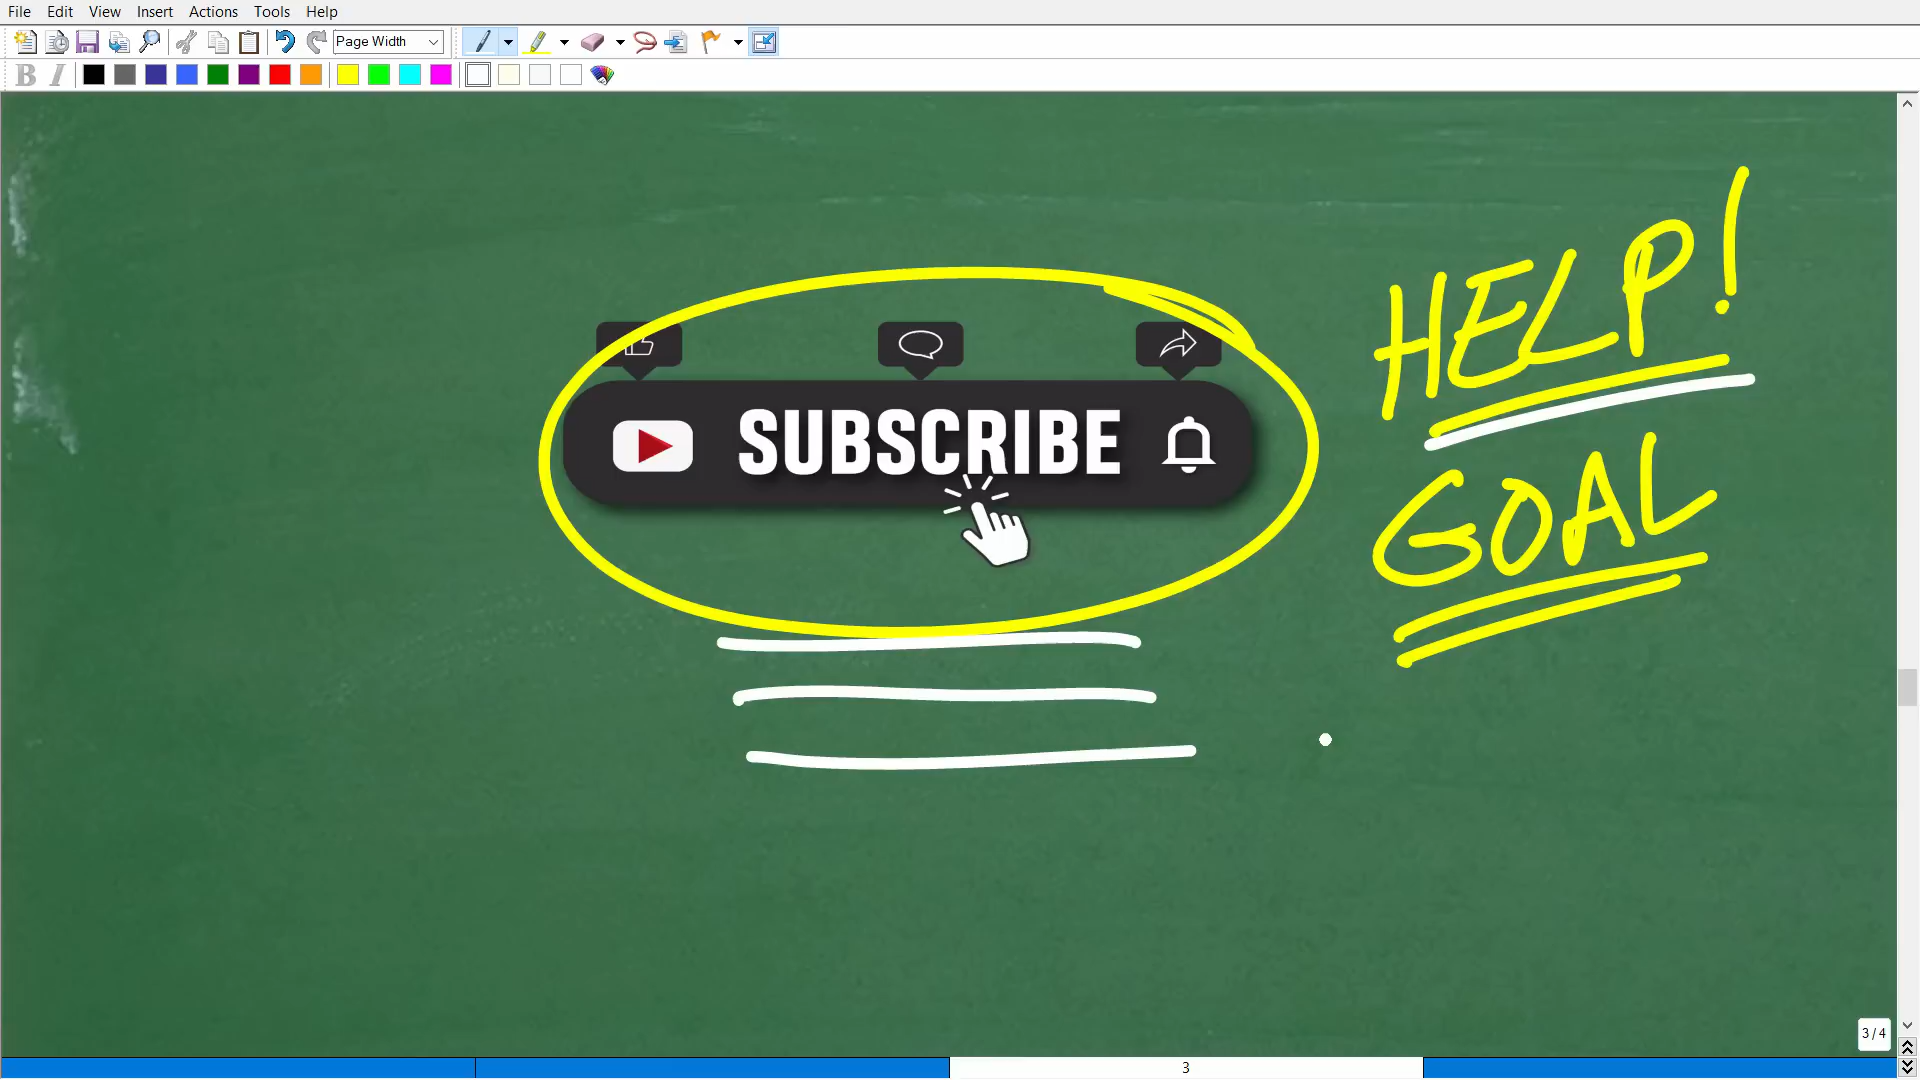 File Edit View Insert Actions Tools Help
Page Width
B I
HELP!
SUBSCRIBE
GOAL
3 / 4
3